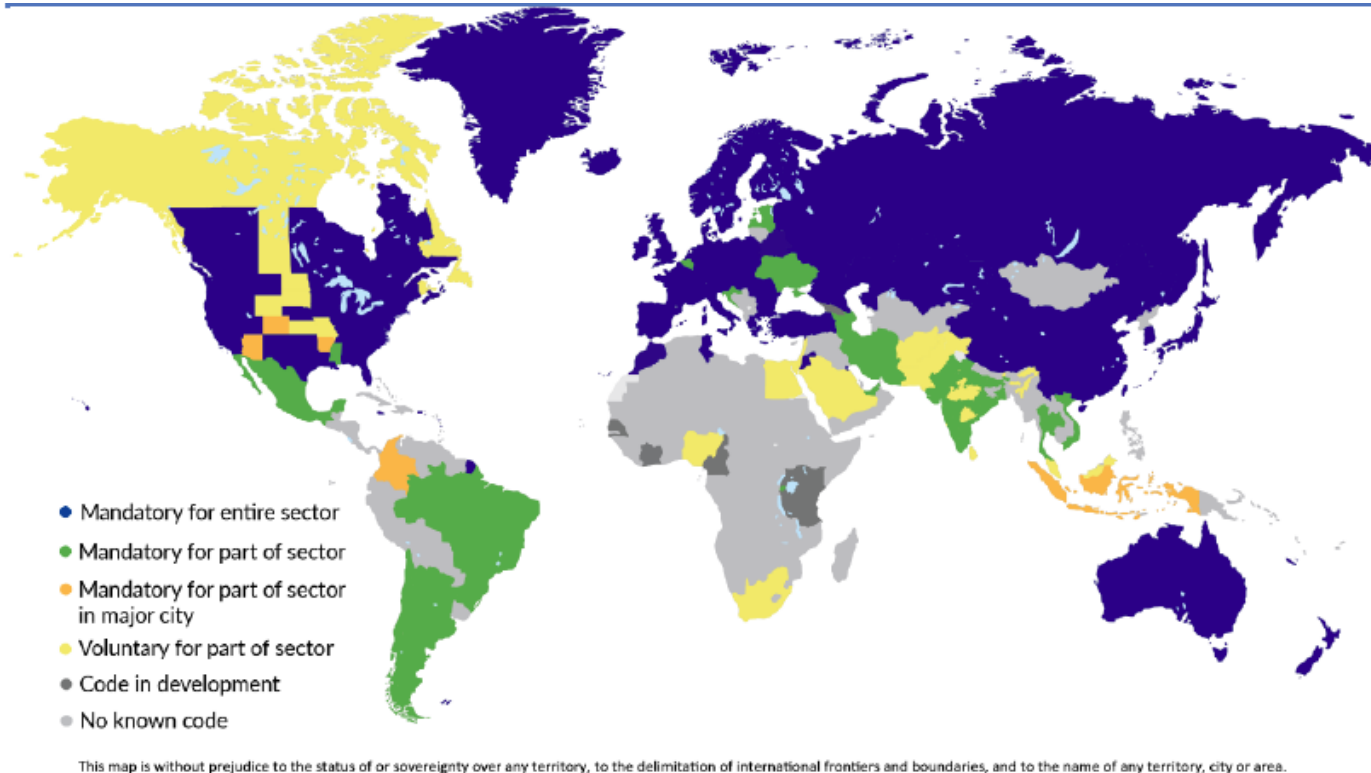 Mandatory for entire sector
Mandatory for part of sector
Mandatory for part of sector
in major city
Voluntary for part of sector
Code in development
No known code
This map is without prejudice to the status of or sovereignty over any territory, to the delimitation of international frontiers and boundaries, and to the name of any territory, city or area.